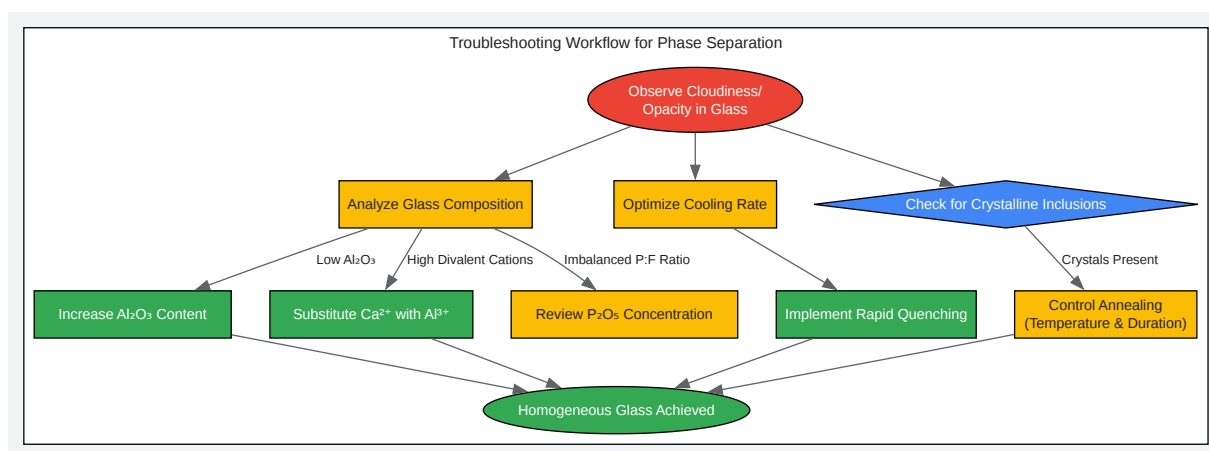 Troubleshooting Workflow for Phase Separation
Observe Cloudiness/
Opacity in Glass
Analyze Glass Composition
Optimize Cooling Rate
Check for Crystalline Inclusions
Low Al₂O₃
High Divalent Cations
Imbalanced P:F Ratio
Crystals Present
Increase Al₂O₃ Content
Substitute Ca²⁺ with Al³⁺
Review P₂O₅ Concentration
Implement Rapid Quenching
Control Annealing
(Temperature & Duration)
Homogeneous Glass Achieved